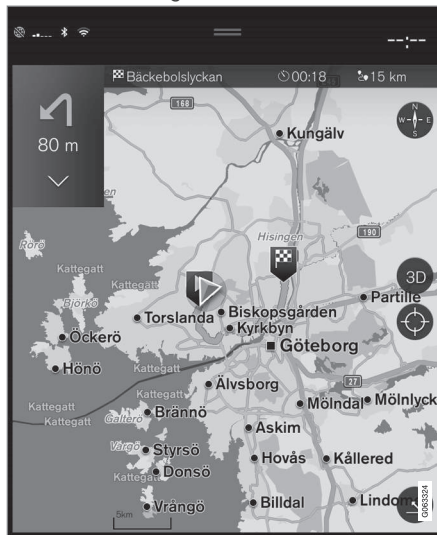 --:--
Bäckebolslyckan 00:18 15 km
80 m
168
Kungälv
W N E
S
Rörö
Kattegatt
Hisingen
190
Kattegatt
3D
Björkö
Partille
Torslanda
Biskopsgården
Kyrkbyn
Öckerö
Göteborg
Hönö
Kattegatt
27
Älvsborg
Mölndal
Mölnlyck
Kattegatt
Brännö
Galterö
Kattegatt
Askim
Vargö
Styrsö
Hovås
Kållered
Donsö
Kattegatt
Vrångö
Billdal
Lindom
5km
G063324